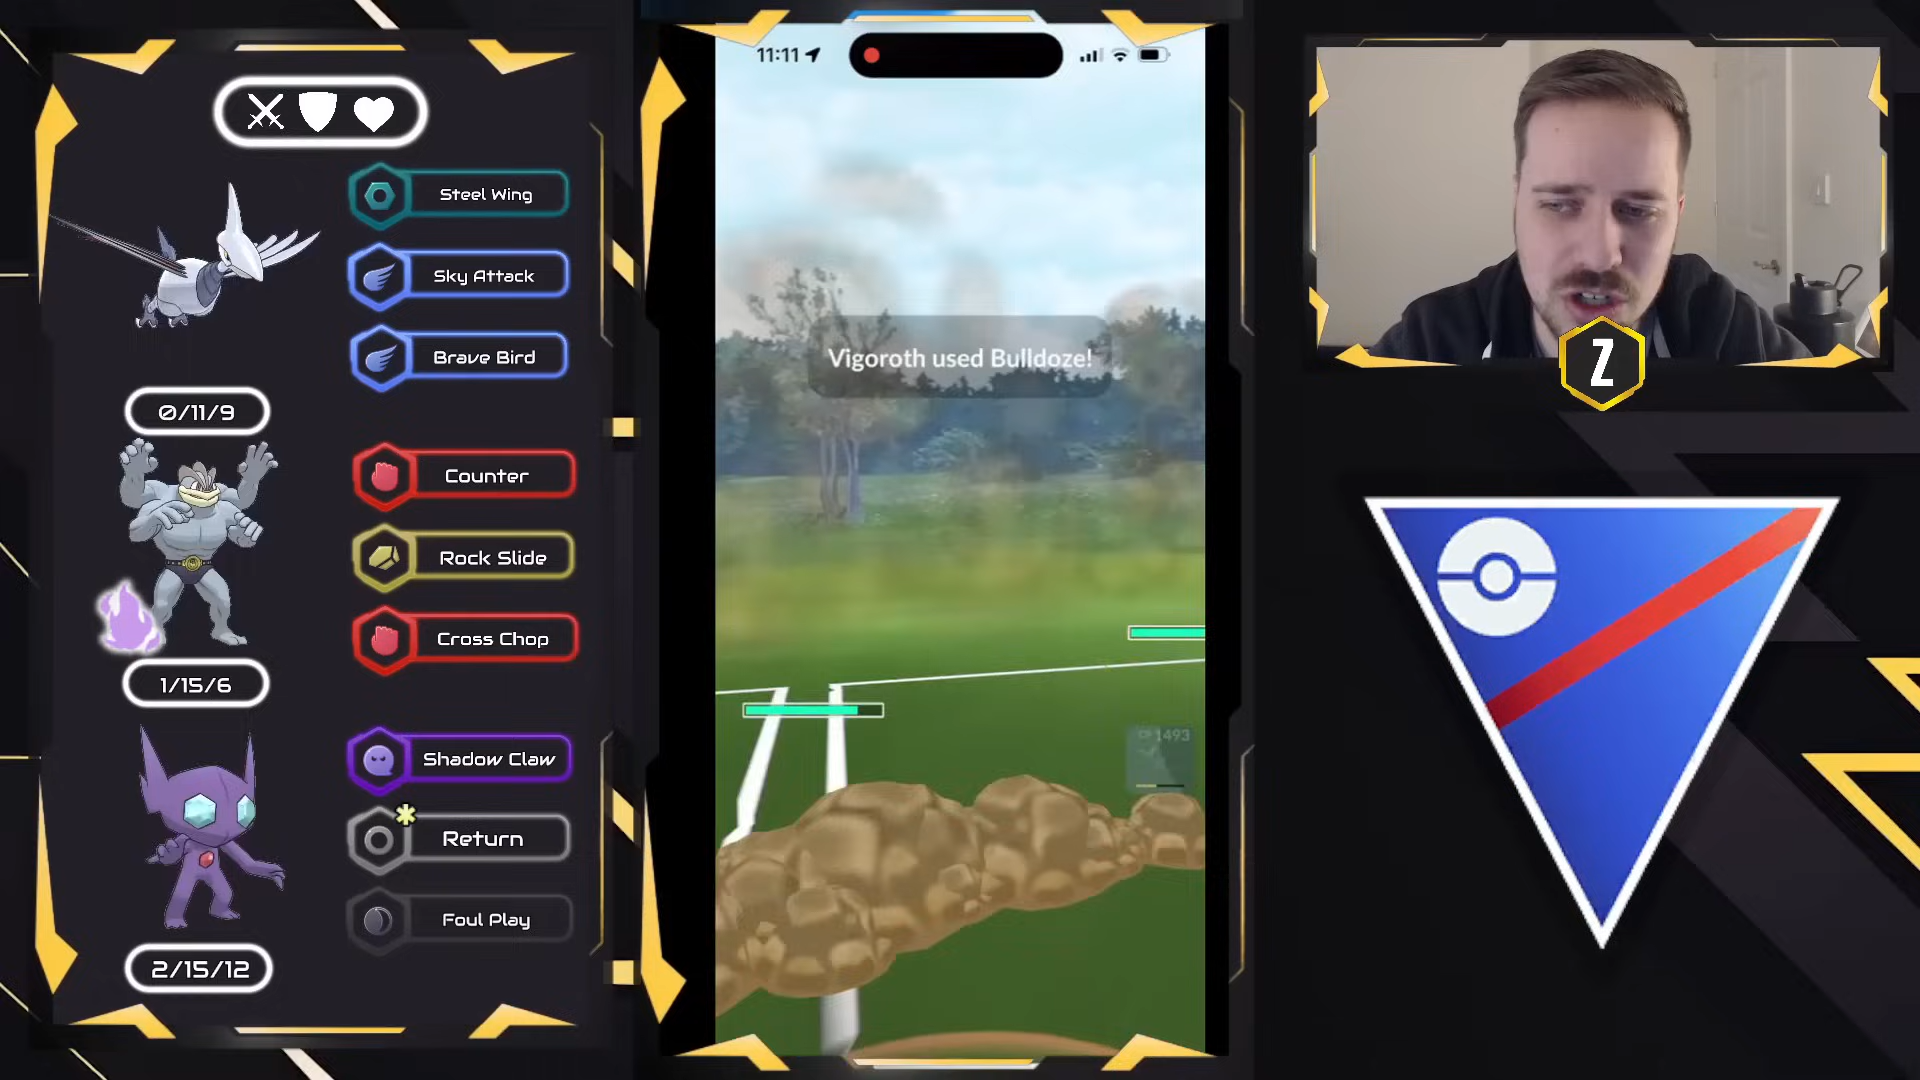 Steel Wing
Sky Attack
Brave Bird
0/11/9
Counter
Rock Slide
Cross Chop
1/15/6
Shadow Claw
Return
Foul Play
2/15/12
11:11
Vigoroth used Bulldoze!
CP 1493
Z